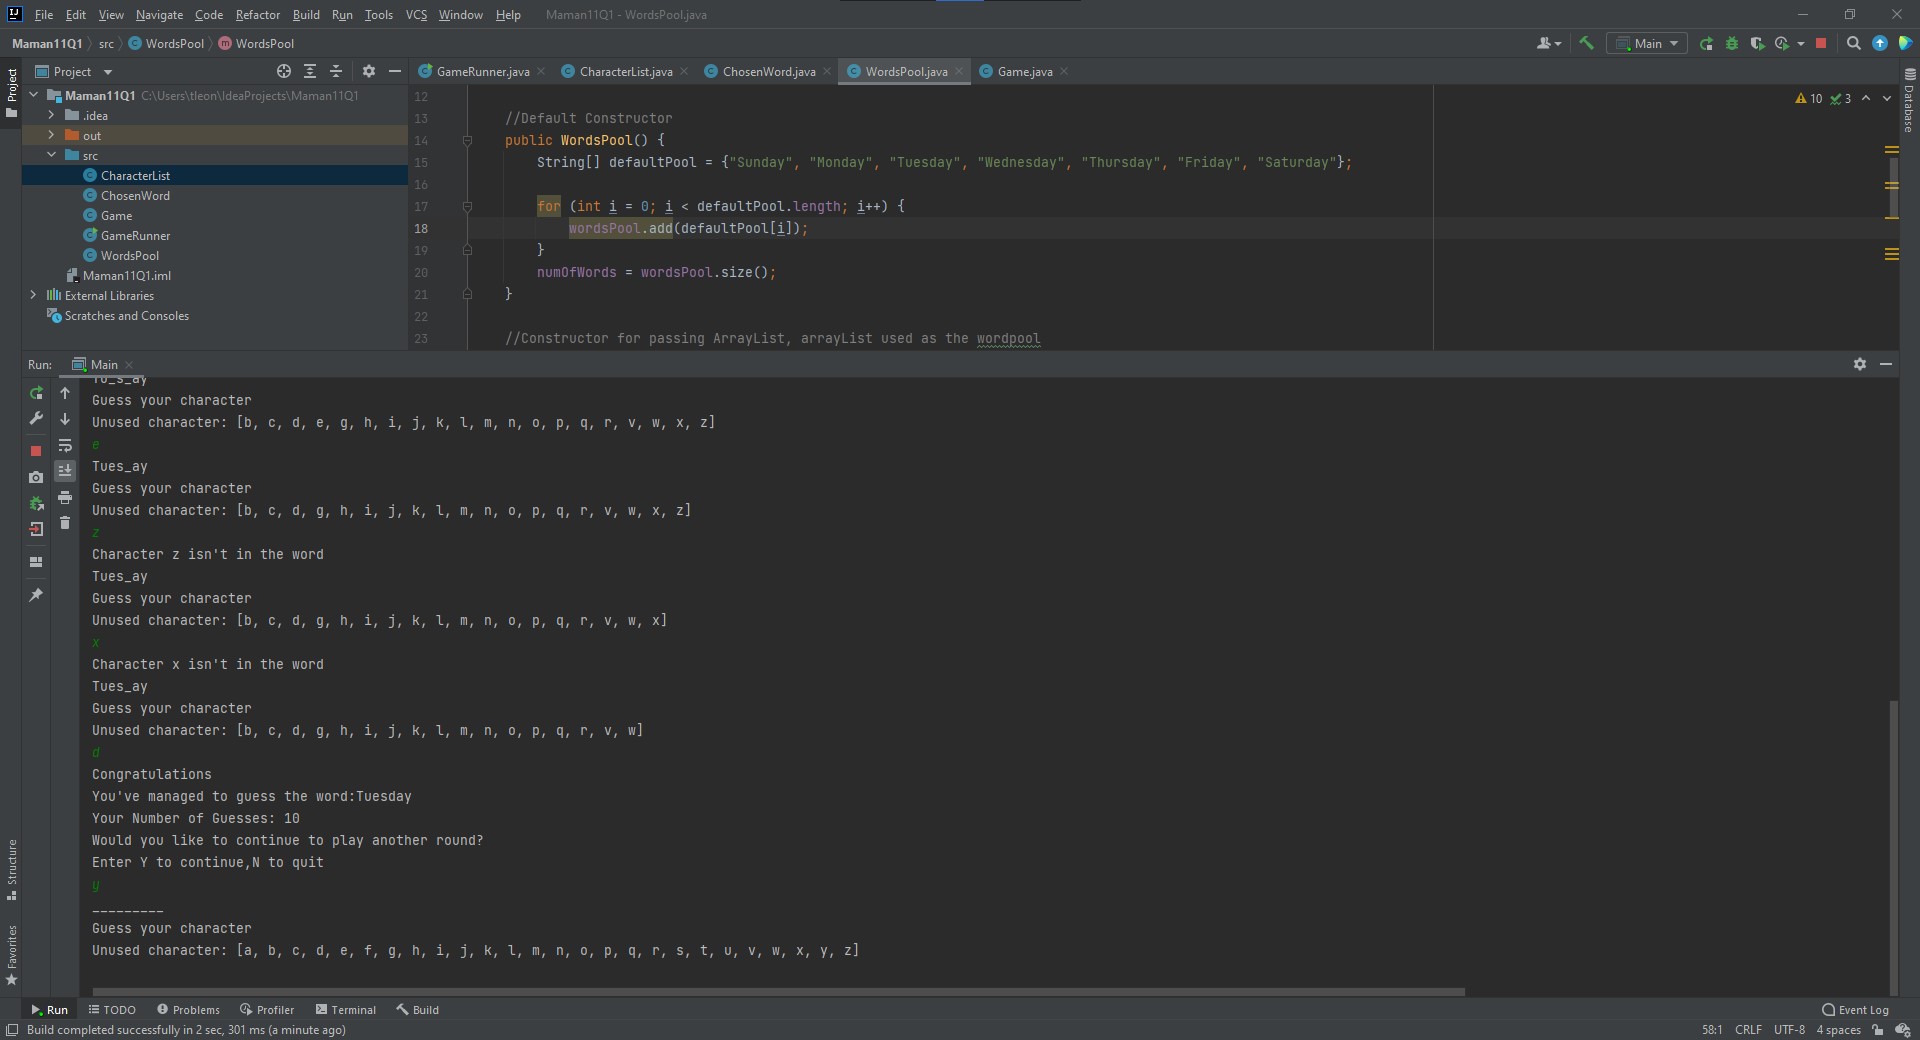 File Edit View Navigate Code Refactor Build Run Tools VCS Window Help Maman11Q1 - WordsPool.java
Maman11Q1 src WordsPool WordsPool Main
Project GameRunner.java CharacterList.java ChosenWord.java WordsPool.java Game.java
Project
Database
Maman11Q1 C:\Users\tleon\IdeaProjects\Maman11Q1
.idea
out
src
CharacterList
ChosenWord
Game
GameRunner
WordsPool
Maman11Q1.iml
External Libraries
Scratches and Consoles
10 3
12
13 //Default Constructor
14 public WordsPool() {
15 String[] defaultPool = {"Sunday", "Monday", "Tuesday", "Wednesday", "Thursday", "Friday", "Saturday"};
16
17 for (int i = 0; i < defaultPool.length; i++) {
18 wordsPool.add(defaultPool[i]);
19 }
20 numOfWords = wordsPool.size();
21 }
22
23 //Constructor for passing ArrayList, arrayList used as the wordpool
Run: Main
Tu_s_ay
Guess your character
Unused character: [b, c, d, e, g, h, i, j, k, l, m, n, o, p, q, r, v, w, x, z]
e
Tues_ay
Guess your character
Unused character: [b, c, d, g, h, i, j, k, l, m, n, o, p, q, r, v, w, x, z]
z
Character z isn't in the word
Tues_ay
Guess your character
Unused character: [b, c, d, g, h, i, j, k, l, m, n, o, p, q, r, v, w, x]
x
Character x isn't in the word
Tues_ay
Guess your character
Unused character: [b, c, d, g, h, i, j, k, l, m, n, o, p, q, r, v, w]
d
Congratulations
You've managed to guess the word:Tuesday
Your Number of Guesses: 10
Would you like to continue to play another round?
Enter Y to continue,N to quit
y
_________
Guess your character
Unused character: [a, b, c, d, e, f, g, h, i, j, k, l, m, n, o, p, q, r, s, t, u, v, w, x, y, z]
Structure
Favorites
Run TODO Problems Profiler Terminal Build Event Log
Build completed successfully in 2 sec, 301 ms (a minute ago) 58:1 CRLF UTF-8 4 spaces